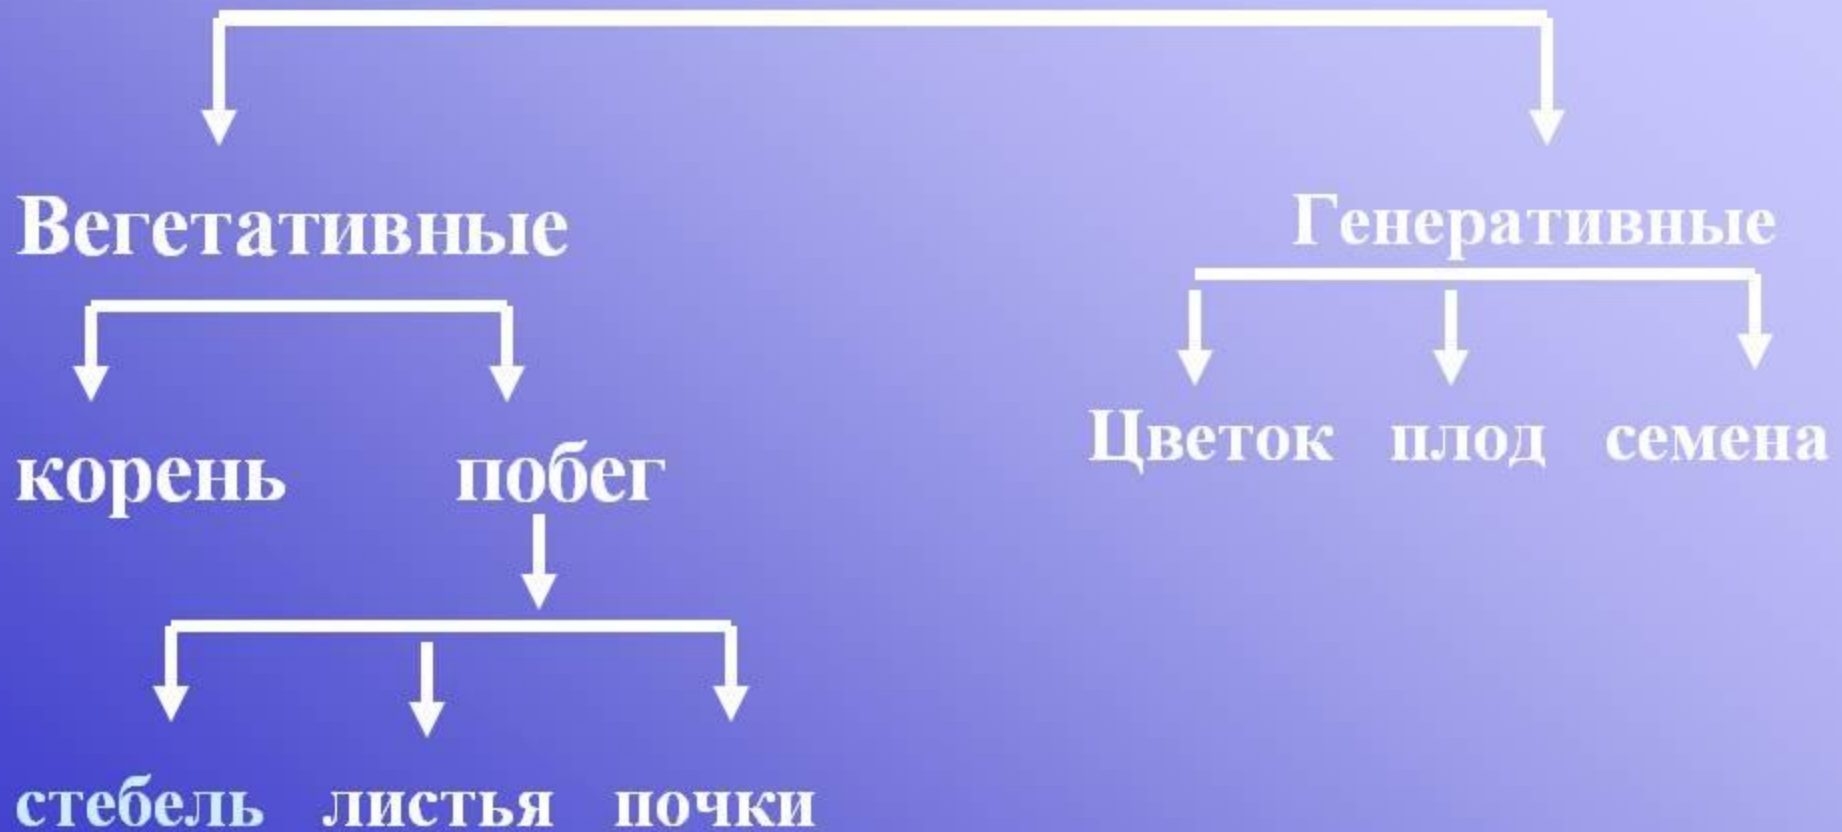 Вегетативные Генеративные
Цветок плод семена
корень побег
стебель листья почки